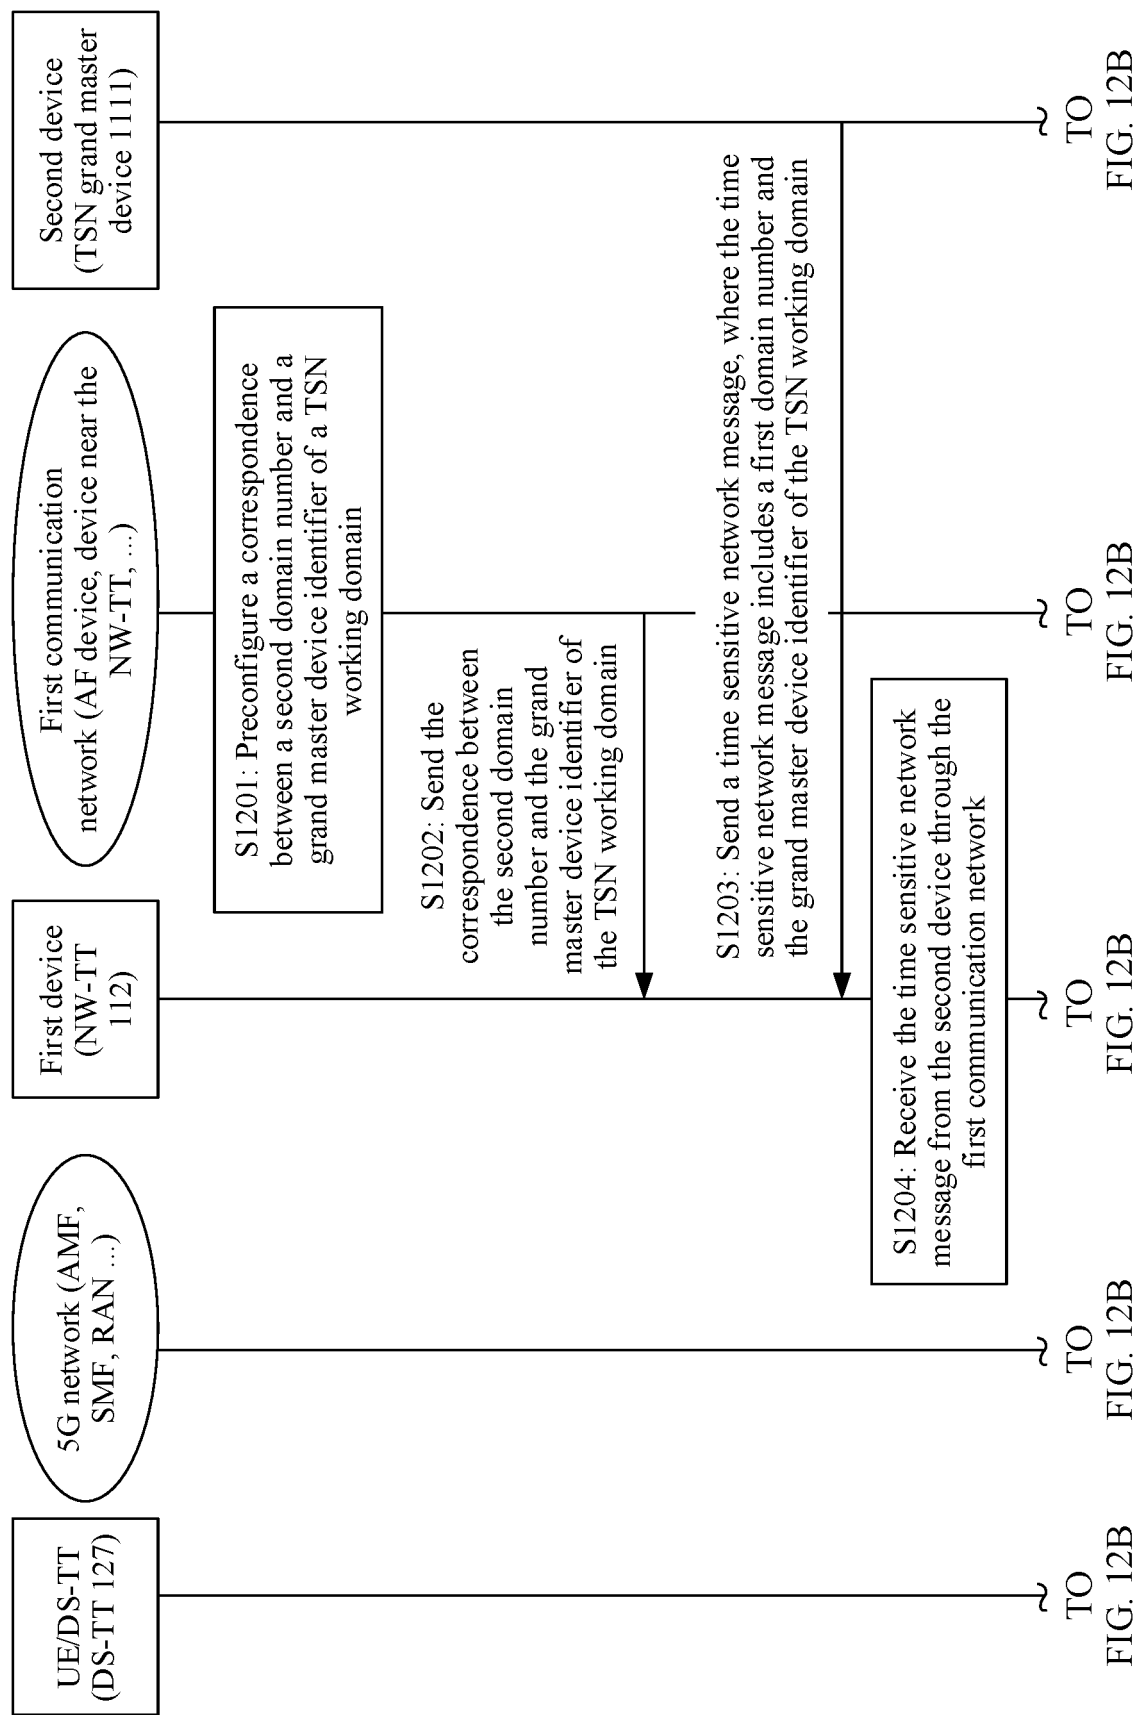 UE/DS-TT
(DS-TT 127)
5G network (AMF,
SMF, RAN ...)
First device
(NW-TT
112)
First communication
network (AF device, device near the
NW-TT, ...)
Second device
(TSN grand master
device 1111)
S1201: Preconfigure a correspondence
between a second domain number and a
grand master device identifier of a TSN
working domain
S1202: Send the
correspondence between
the second domain
number and the grand
master device identifier of
the TSN working domain
S1203: Send a time sensitive network message, where the time
sensitive network message includes a first domain number and
the grand master device identifier of the TSN working domain
S1204: Receive the time sensitive network
message from the second device through the
first communication network
TO
FIG. 12B
TO
FIG. 12B
TO
FIG. 12B
TO
FIG. 12B
TO
FIG. 12B